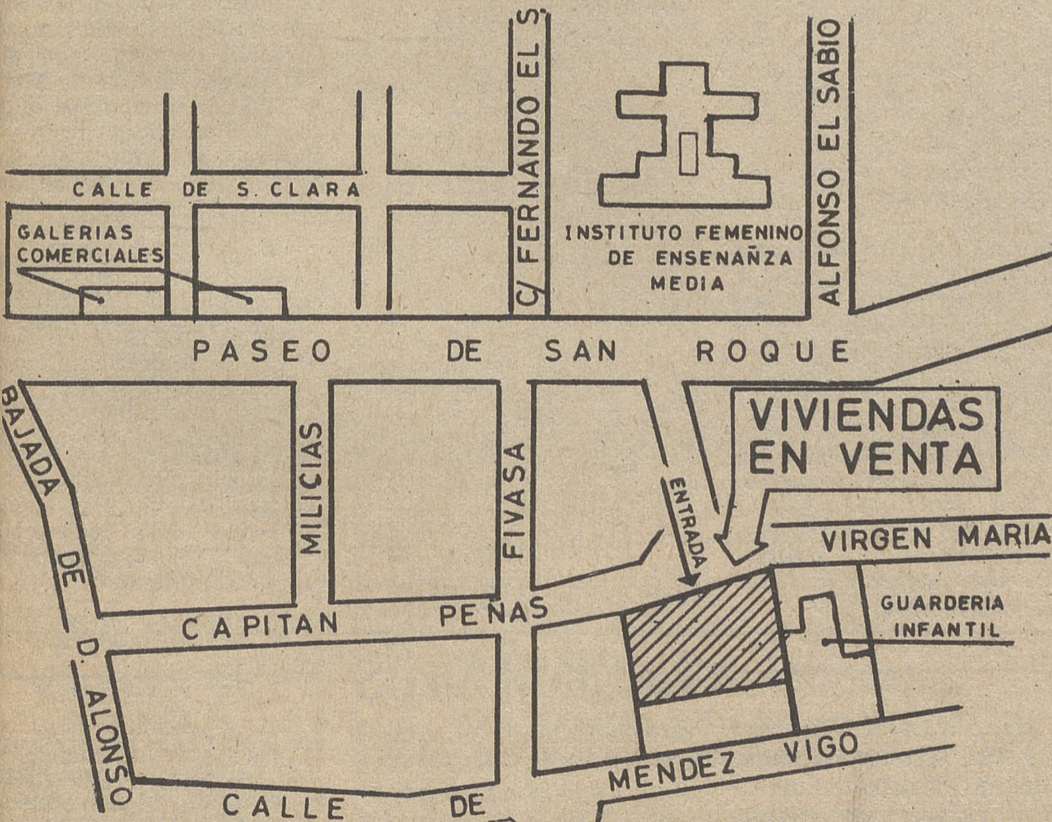 C/ FERNANDO EL S.
ALFONSO EL SABIO
CALLE DE S. CLARA
GALERIAS
COMERCIALES
INSTITUTO FEMENINO
DE ENSENAÑZA
MEDIA
PASEO DE SAN ROQUE
BAJADA DE D. ALONSO
MILICIAS
FIVASA
ENTRADA
VIVIENDAS
EN VENTA
VIRGEN MARIA
CAPITAN PEÑAS
GUARDERIA
INFANTIL
CALLE DE MENDEZ VIGO